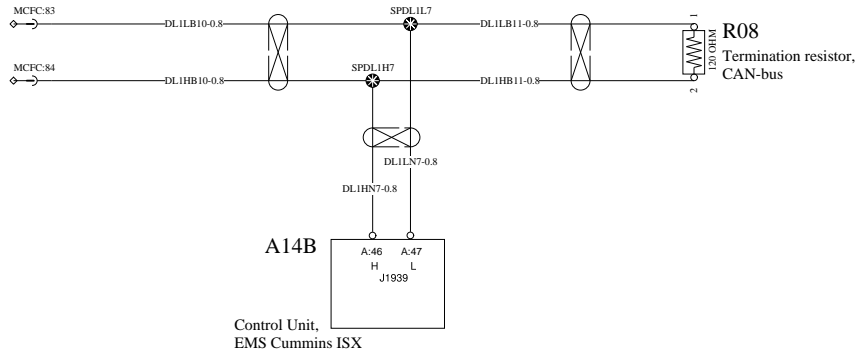 MCFC:83
DL1LB10-0.8
SPDL1L7
DL1LB11-0.8
1
R08
120 OHM
Termination resistor,
CAN-bus
MCFC:84
DL1HB10-0.8
SPDL1H7
DL1HB11-0.8
2
DL1LN7-0.8
DL1HN7-0.8
A14B
A:46 A:47
H L
J1939
Control Unit,
EMS Cummins ISX